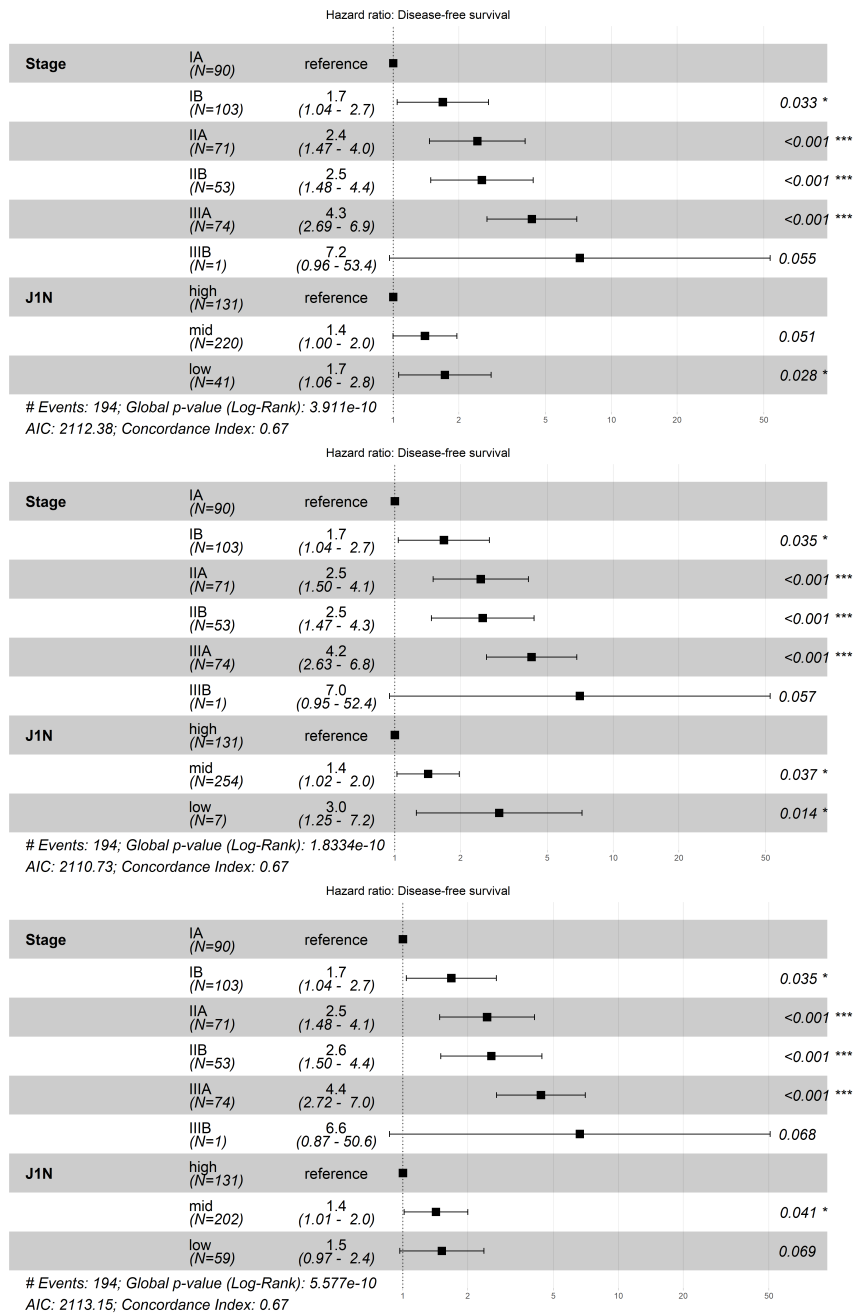 Hazard ratio: Disease-free survival
Stage IA (N=90) reference
IB (N=103) 1.7 (1.04 - 2.7) 0.033 *
IIA (N=71) 2.4 (1.47 - 4.0) <0.001 ***
IIB (N=53) 2.5 (1.48 - 4.4) <0.001 ***
IIIA (N=74) 4.3 (2.69 - 6.9) <0.001 ***
IIIB (N=1) 7.2 (0.96 - 53.4) 0.055
J1N high (N=131) reference
mid (N=220) 1.4 (1.00 - 2.0) 0.051
low (N=41) 1.7 (1.06 - 2.8) 0.028 *
# Events: 194; Global p-value (Log-Rank): 3.911e-10
AIC: 2112.38; Concordance Index: 0.67
1 2 5 10 20 50
Hazard ratio: Disease-free survival
Stage IA (N=90) reference
IB (N=103) 1.7 (1.04 - 2.7) 0.035 *
IIA (N=71) 2.5 (1.50 - 4.1) <0.001 ***
IIB (N=53) 2.5 (1.47 - 4.3) <0.001 ***
IIIA (N=74) 4.2 (2.63 - 6.8) <0.001 ***
IIIB (N=1) 7.0 (0.95 - 52.4) 0.057
J1N high (N=131) reference
mid (N=254) 1.4 (1.02 - 2.0) 0.037 *
low (N=7) 3.0 (1.25 - 7.2) 0.014 *
# Events: 194; Global p-value (Log-Rank): 1.8334e-10
AIC: 2110.73; Concordance Index: 0.67
1 2 5 10 20 50
Hazard ratio: Disease-free survival
Stage IA (N=90) reference
IB (N=103) 1.7 (1.04 - 2.7) 0.035 *
IIA (N=71) 2.5 (1.48 - 4.1) <0.001 ***
IIB (N=53) 2.6 (1.50 - 4.4) <0.001 ***
IIIA (N=74) 4.4 (2.72 - 7.0) <0.001 ***
IIIB (N=1) 6.6 (0.87 - 50.6) 0.068
J1N high (N=131) reference
mid (N=202) 1.4 (1.01 - 2.0) 0.041 *
low (N=59) 1.5 (0.97 - 2.4) 0.069
# Events: 194; Global p-value (Log-Rank): 5.577e-10
AIC: 2113.15; Concordance Index: 0.67
1 2 5 10 20 50